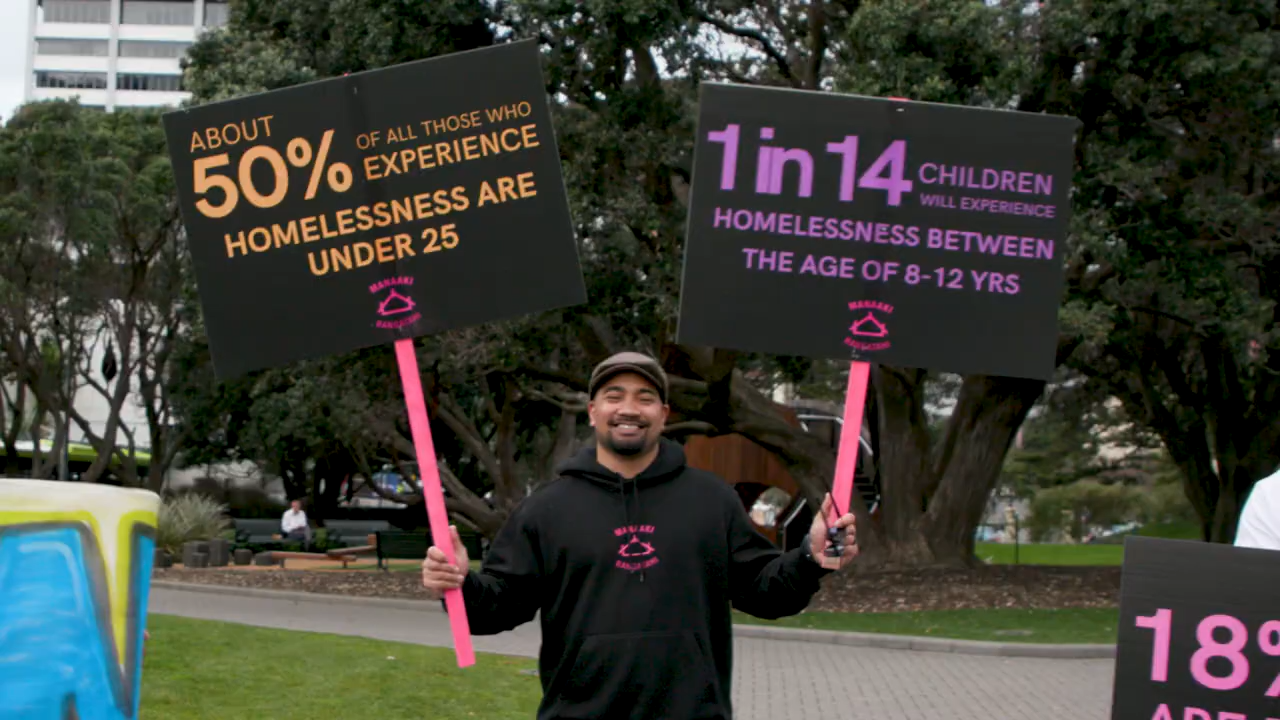 ABOUT
50% OF ALL THOSE WHO
EXPERIENCE
HOMELESSNESS ARE
UNDER 25
MANAAKI
RANGATAHI
1 in 14 CHILDREN
WILL EXPERIENCE
HOMELESSNESS BETWEEN
THE AGE OF 8-12 YRS
MANAAKI
RANGATAHI
MANAAKI
RANGATAHI
18%
ARE